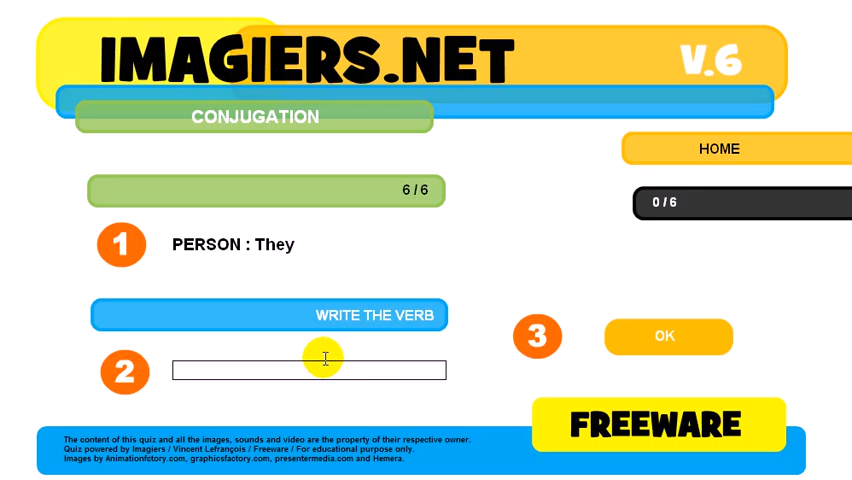 IMAGIERS.NET
V.6
CONJUGATION
HOME
6 / 6
0 / 6
1
PERSON : They
WRITE THE VERB
3
OK
2
FREEWARE
The content of this quiz and all the images, sounds and video are the property of their respective owner.
Quiz powered by Imagiers / Vincent Lefrançois / Freeware / For educational purpose only.
Images by Animationfctory.com, graphicsfactory.com, presentermedia.com and Hemera.